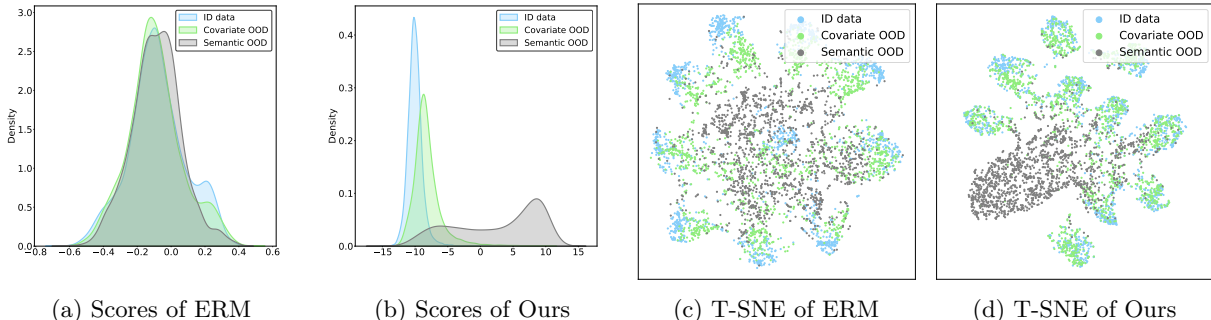 ID data
Covariate OOD
Semantic OOD
Density
3.0
2.5
2.0
1.5
1.0
0.5
0.0
−0.8 −0.6 −0.4 −0.2 0.0 0.2 0.4 0.6
(a) Scores of ERM
ID data
Covariate OOD
Semantic OOD
Density
0.4
0.3
0.2
0.1
0.0
−15 −10 −5 0 5 10 15
(b) Scores of Ours
ID data
Covariate OOD
Semantic OOD
(c) T-SNE of ERM
ID data
Covariate OOD
Semantic OOD
(d) T-SNE of Ours